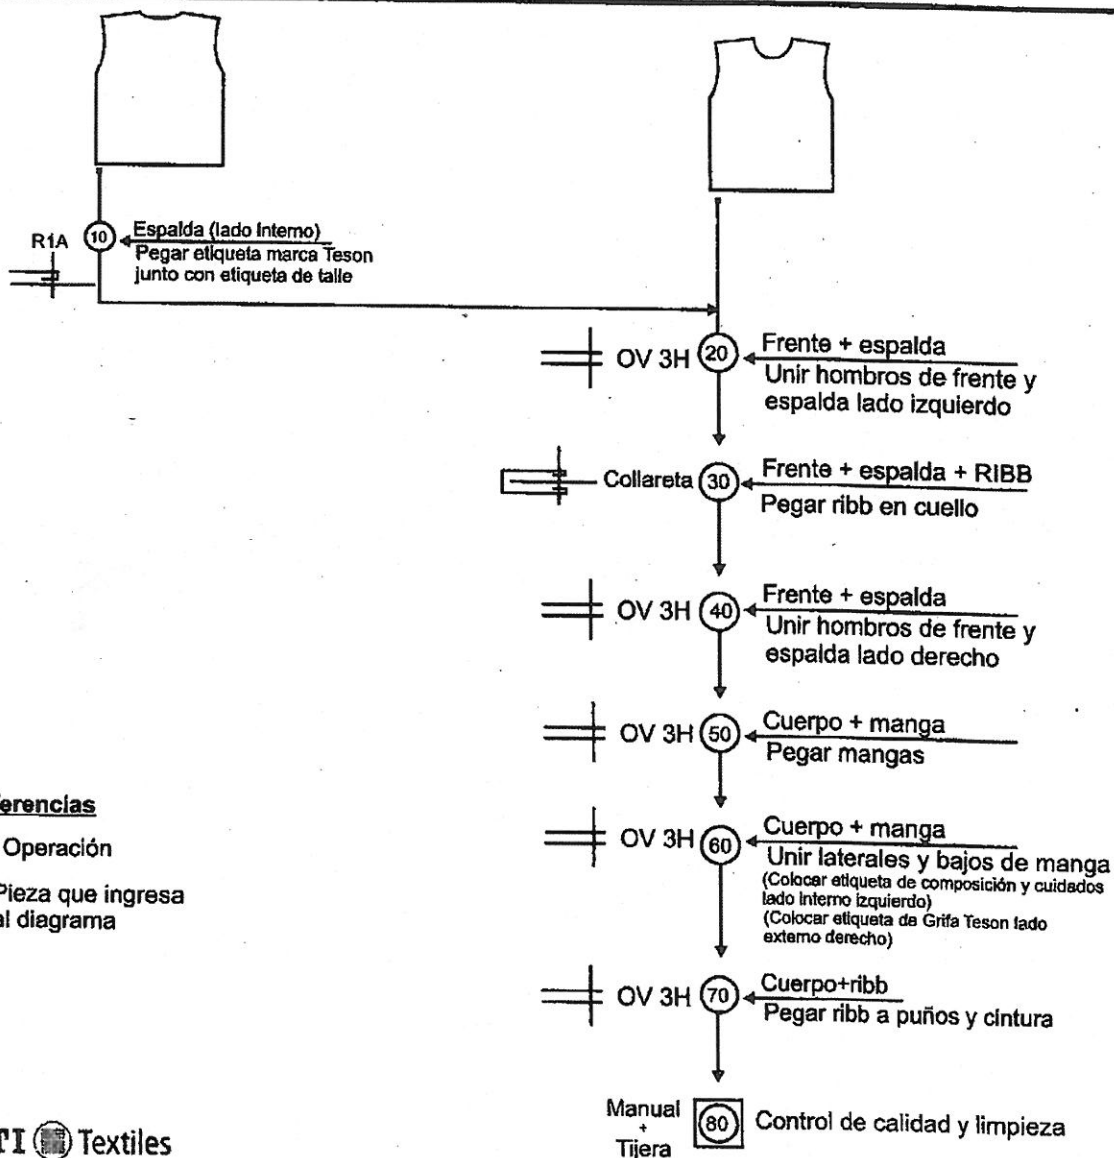 R1A
10
Espalda (lado Interno)
Pegar etiqueta marca Teson
junto con etiqueta de talle
OV 3H
20
Frente + espalda
Unir hombros de frente y
espalda lado izquierdo
Collareta
30
Frente + espalda + RIBB
Pegar ribb en cuello
OV 3H
40
Frente + espalda
Unir hombros de frente y
espalda lado derecho
OV 3H
50
Cuerpo + manga
Pegar mangas
OV 3H
60
Cuerpo + manga
Unir laterales y bajos de manga
(Colocar etiqueta de composición y cuidados
lado Interno izquierdo)
(Colocar etiqueta de Grifa Teson lado
externo derecho)
OV 3H
70
Cuerpo+ribb
Pegar ribb a puños y cintura
Manual
+
Tijera
80
Control de calidad y limpieza
erencias
Operación
Pieza que ingresa
al diagrama
TI Textiles